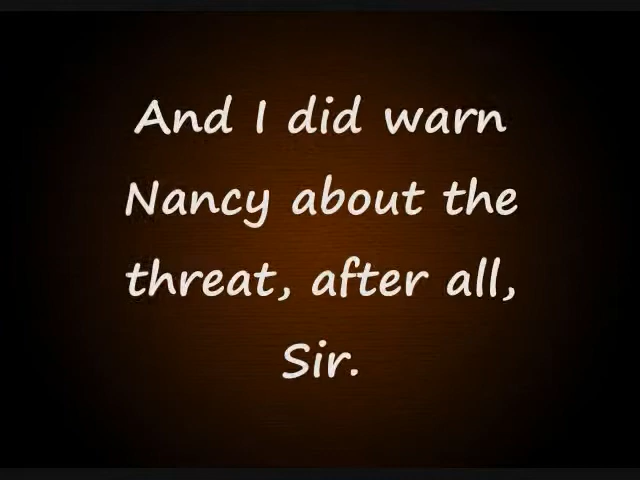 And I did warn
Nancy about the
threat, after all,
Sir.